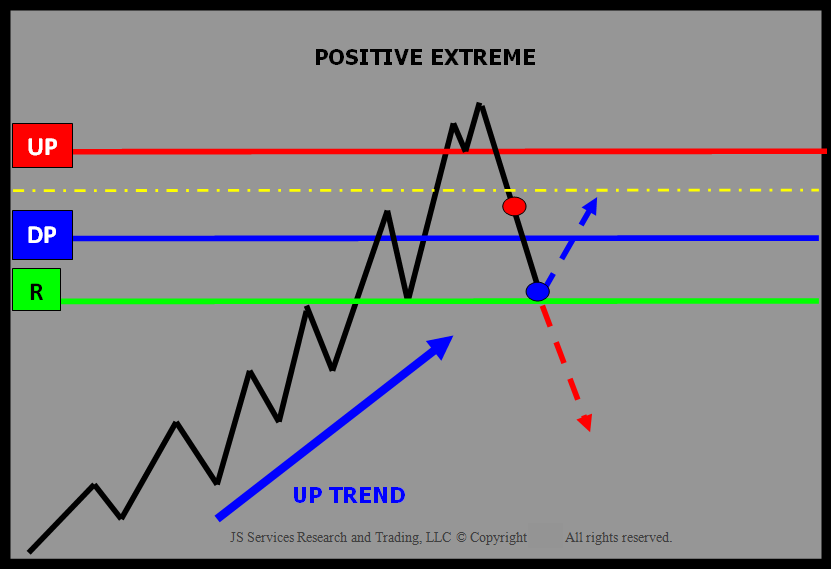 POSITIVE EXTREME
UP
DP
R
UP TREND
JS Services Research and Trading, LLC © Copyright All rights reserved.